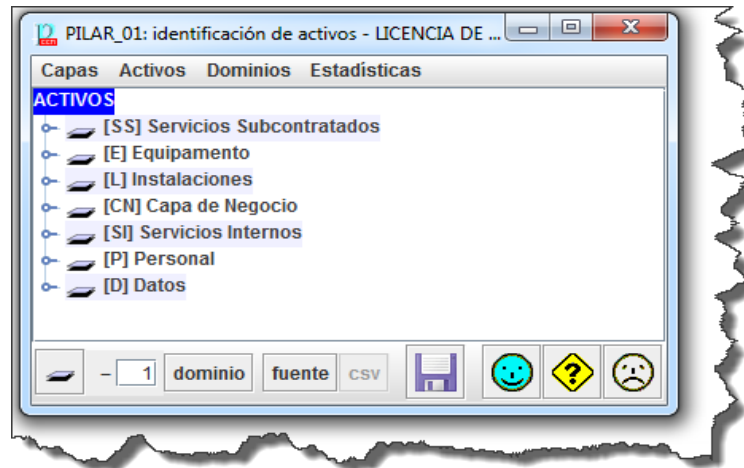 PILAR_01: identificación de activos - LICENCIA DE ...
Capas Activos Dominios Estadísticas
ACTIVOS
[SS] Servicios Subcontratados
[E] Equipamento
[L] Instalaciones
[CN] Capa de Negocio
[SI] Servicios Internos
[P] Personal
[D] Datos
– 1 dominio fuente csv